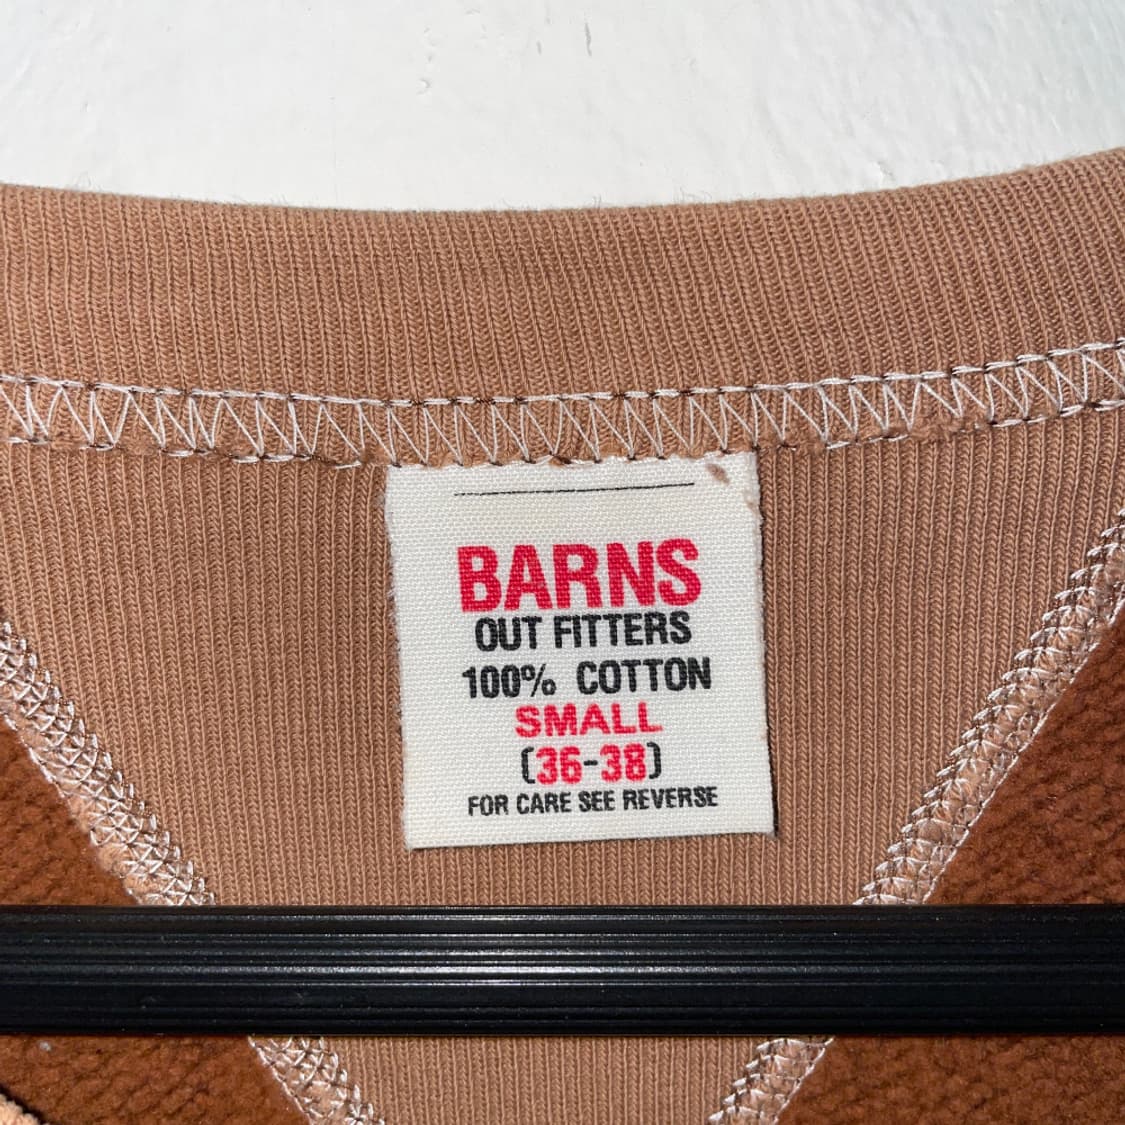 BARNS
OUT FITTERS
100% COTTON
SMALL
(36-38)
FOR CARE SEE REVERSE